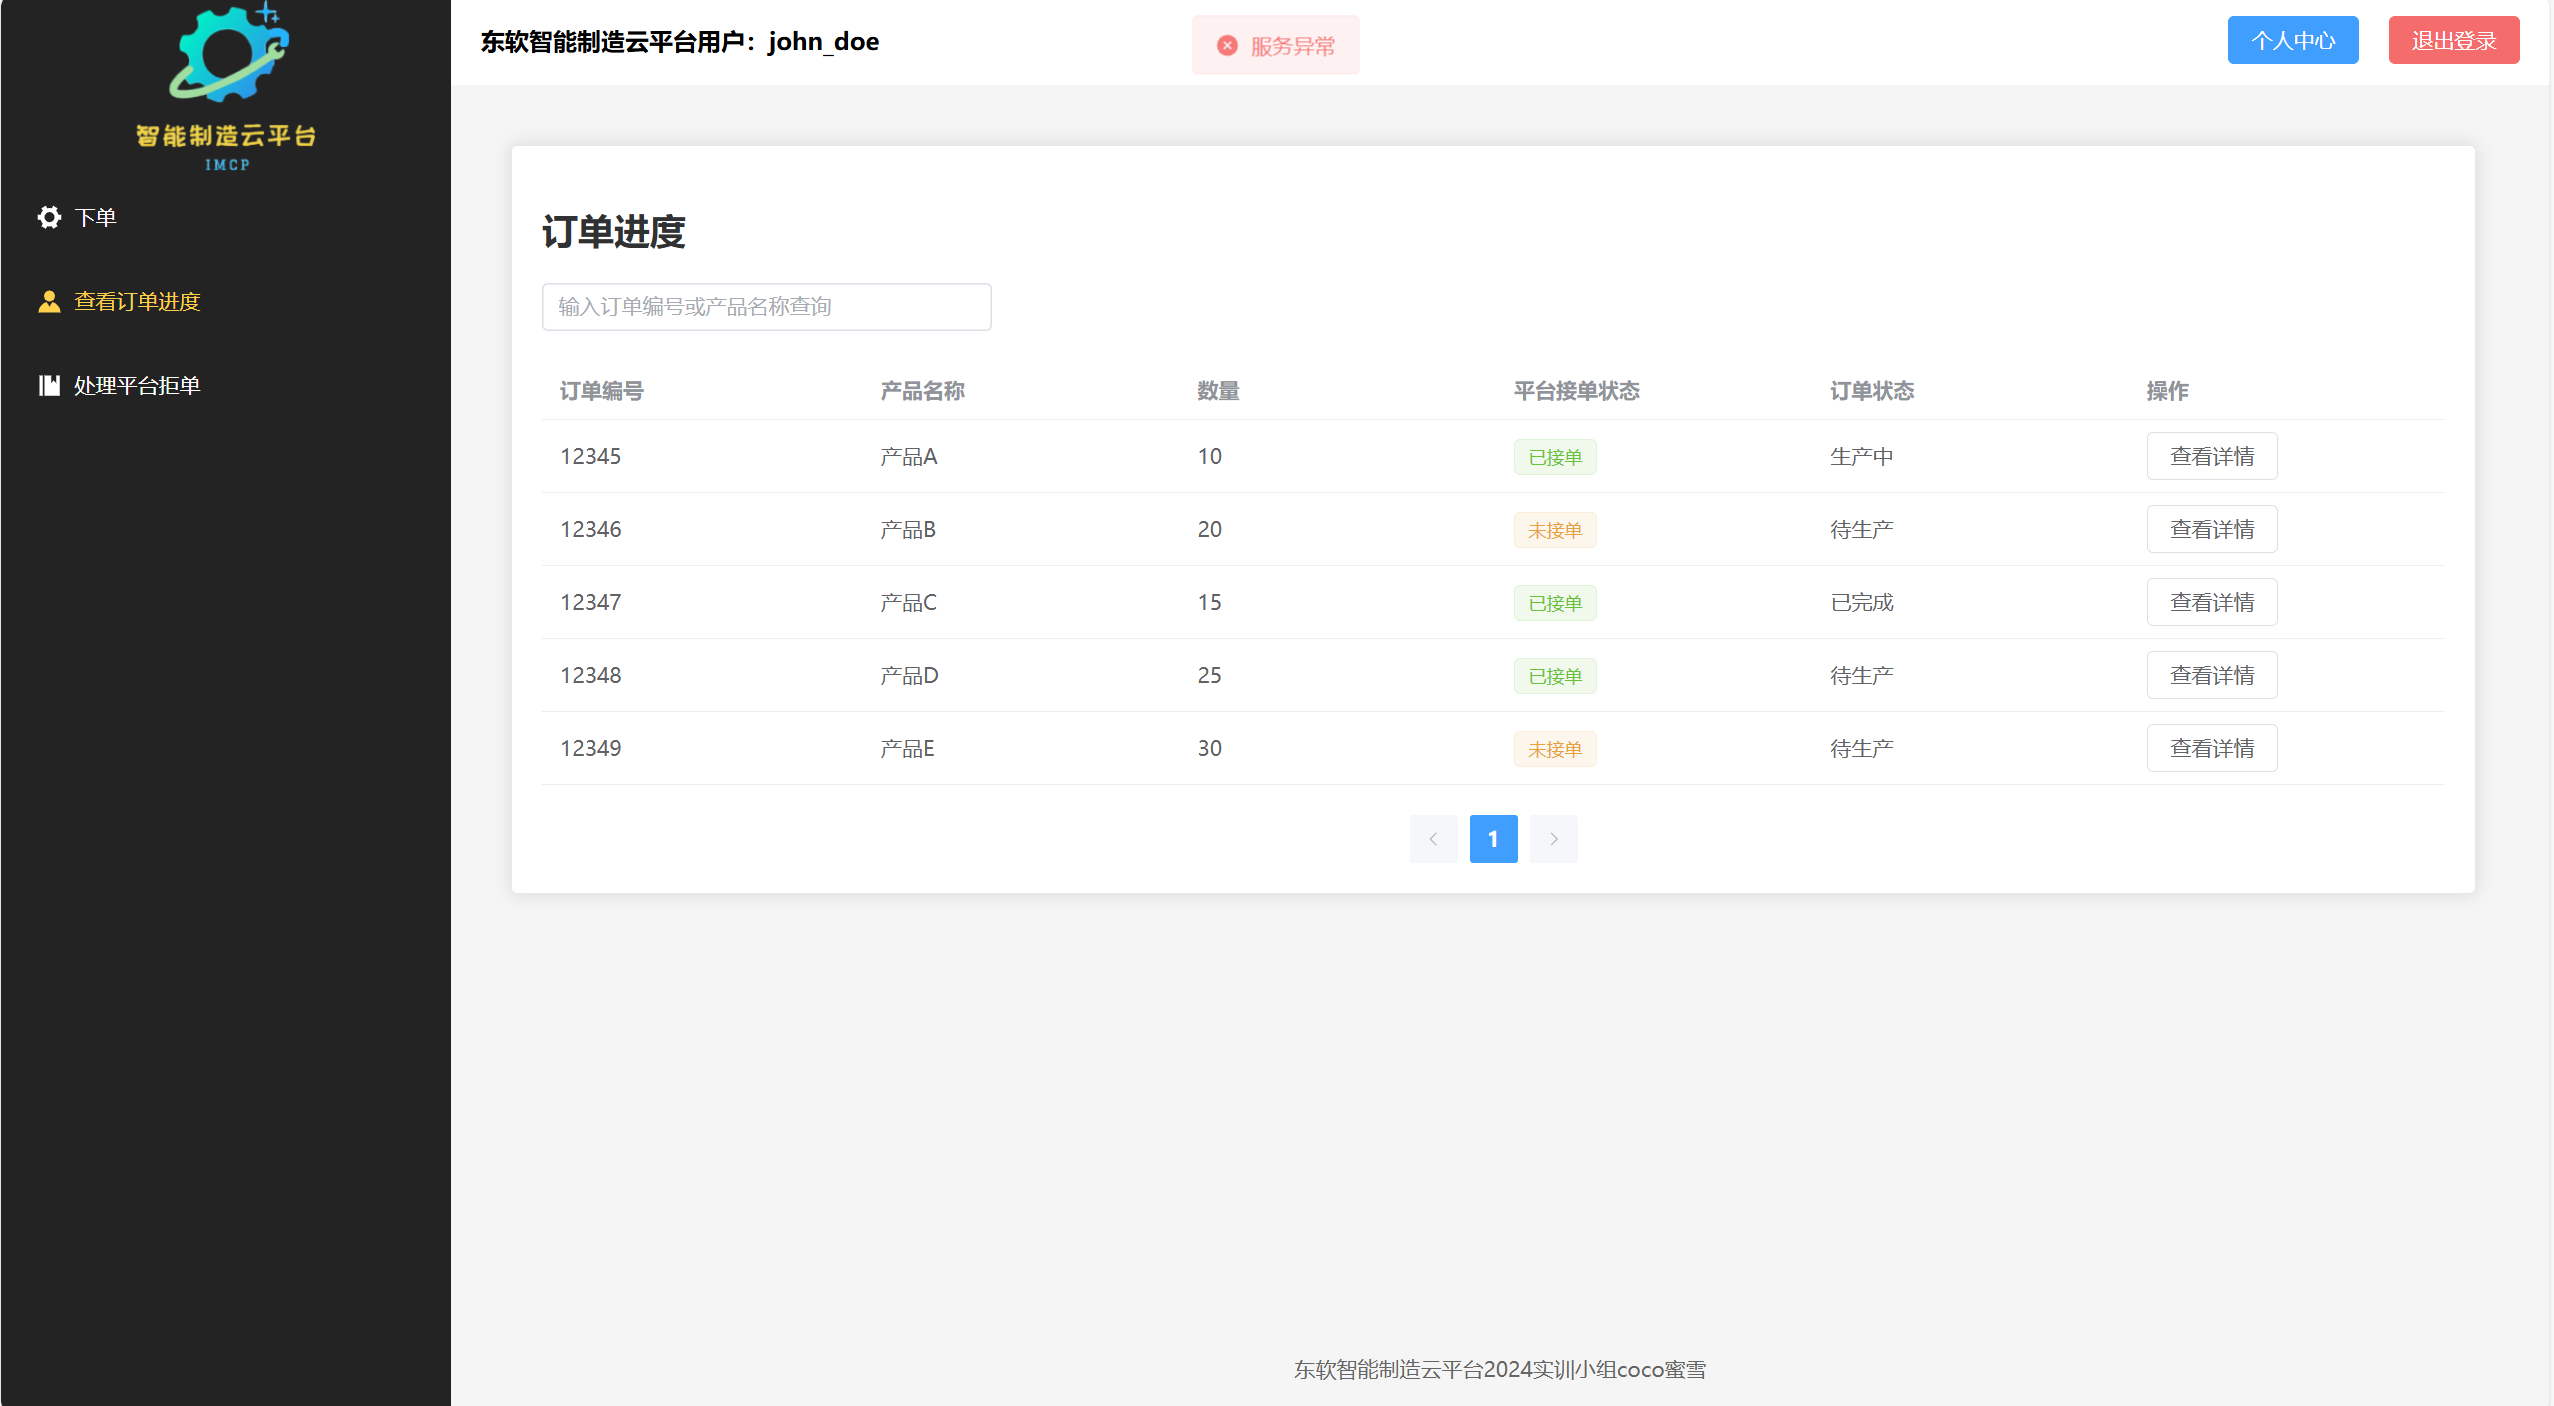 智能制造云平台
IMCP
下单
查看订单进度
处理平台拒单
东软智能制造云平台用户：john_doe
服务异常
个人中心
退出登录
订单进度
输入订单编号或产品名称查询
订单编号 产品名称 数量 平台接单状态 订单状态 操作
12345 产品A 10 已接单 生产中 查看详情
12346 产品B 20 未接单 待生产 查看详情
12347 产品C 15 已接单 已完成 查看详情
12348 产品D 25 已接单 待生产 查看详情
12349 产品E 30 未接单 待生产 查看详情
1
东软智能制造云平台2024实训小组coco蜜雪